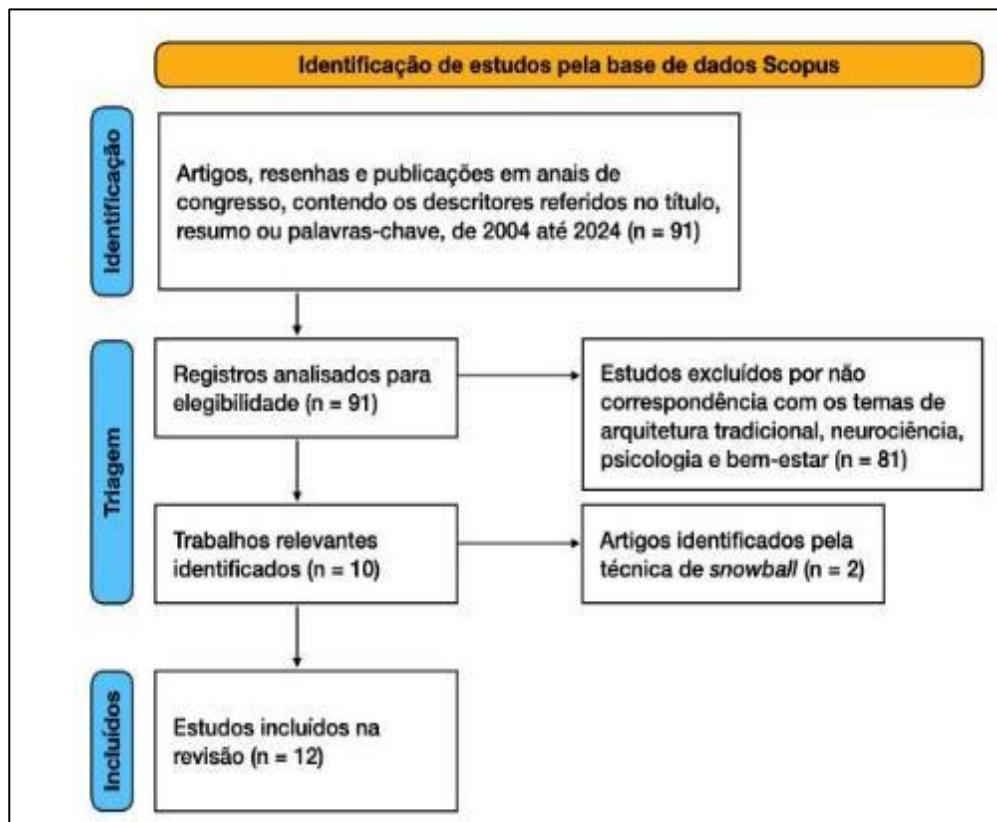 Identificação de estudos pela base de dados Scopus
Identificação
Artigos, resenhas e publicações em anais de
congresso, contendo os descritores referidos no título,
resumo ou palavras-chave, de 2004 até 2024 (n = 91)
Triagem
Registros analisados para
elegibilidade (n = 91)
Estudos excluídos por não
correspondência com os temas de
arquitetura tradicional, neurociência,
psicologia e bem-estar (n = 81)
Trabalhos relevantes
identificados (n = 10)
Artigos identificados pela
técnica de snowball (n = 2)
Incluídos
Estudos incluídos na
revisão (n = 12)